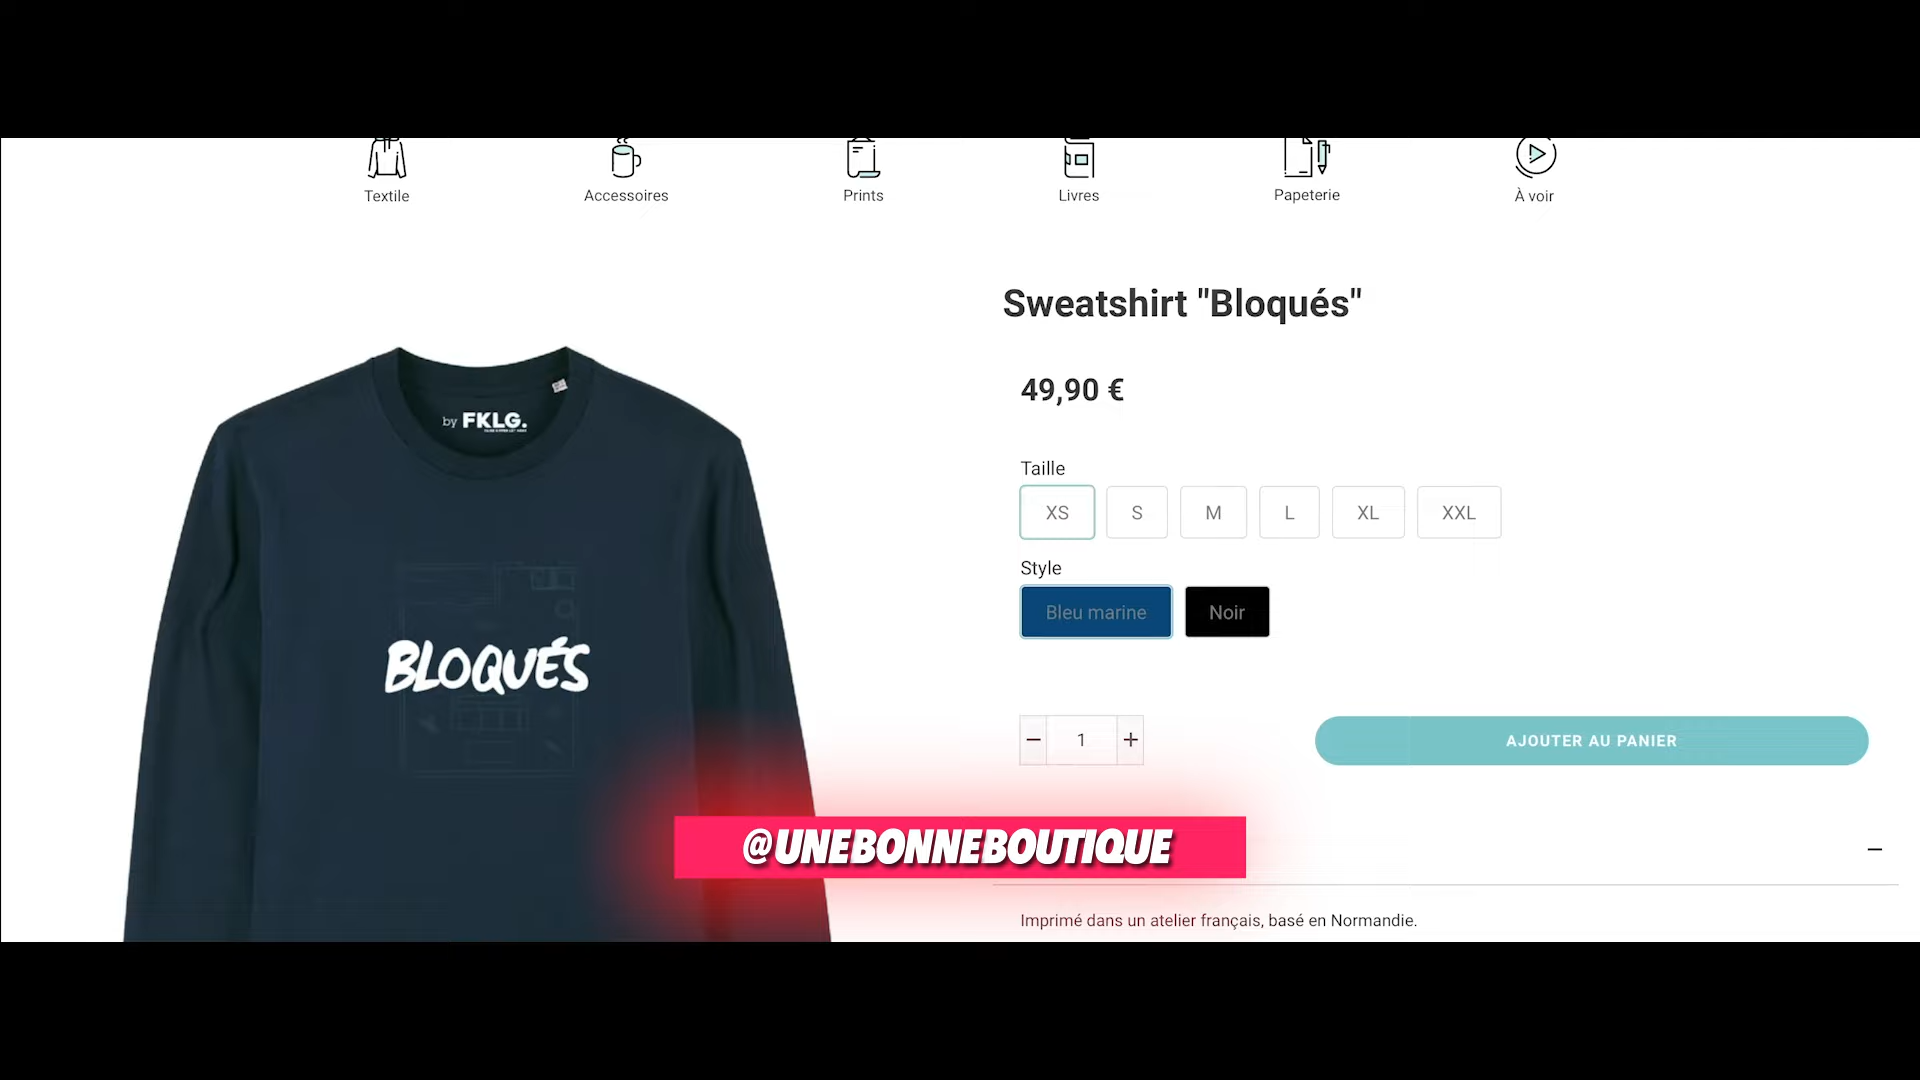 Textile
Accessoires
Prints
Livres
Papeterie
À voir
Sweatshirt "Bloqués"
49,90 €
by FKLG.
Taille
XS
S
M
L
XL
XXL
Style
Bleu marine
Noir
BLOQUÉS
1
AJOUTER AU PANIER
@UNEBONNEBOUTIQUE
Imprimé dans un atelier français, basé en Normandie.